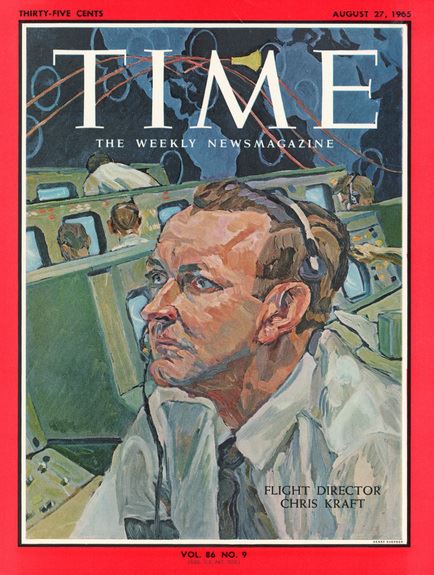 THIRTY-FIVE CENTS AUGUST 27, 1965
TIME
THE WEEKLY NEWSMAGAZINE
FLIGHT DIRECTOR
CHRIS KRAFT
VOL. 86 NO. 9